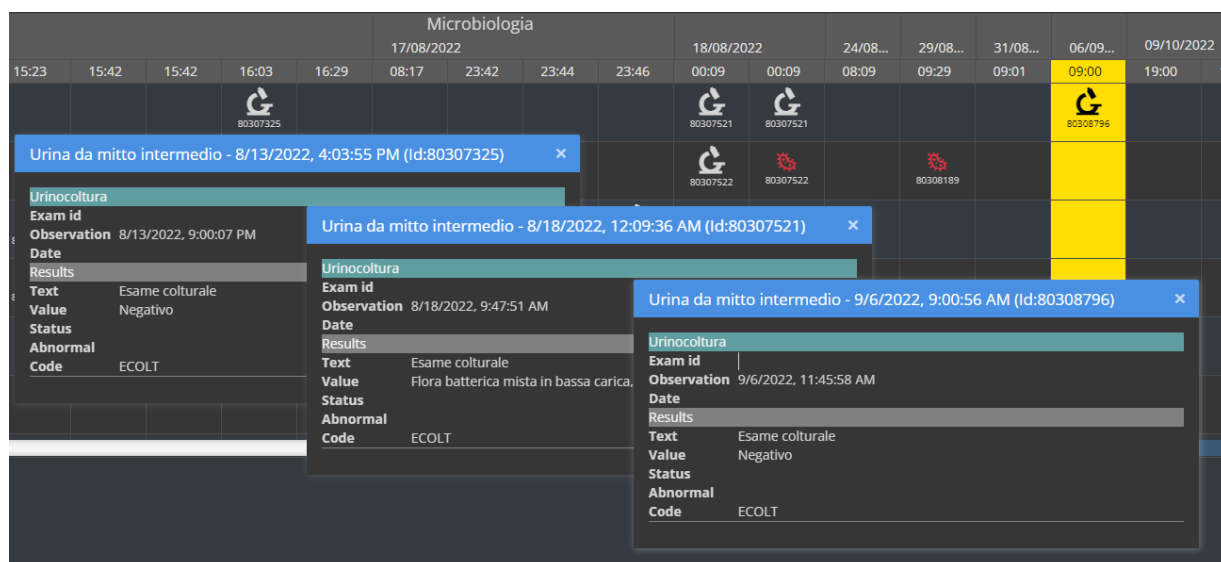 Microbiologia
17/08/2022 18/08/2022 24/08... 29/08... 31/08... 06/09... 09/10/2022
15:23 15:42 15:42 16:03 16:29 08:17 23:42 23:44 23:46 00:09 00:09 08:09 09:29 09:01 09:00 19:00
80307325 80307521 80307521 80308796
80307522 80307522 80308189
Urina da mitto intermedio - 8/13/2022, 4:03:55 PM (Id:80307325) ×
Urinocoltura
Exam id
Observation 8/13/2022, 9:00:07 PM
Date
Results
Text Esame colturale
Value Negativo
Status
Abnormal
Code ECOLT
Urina da mitto intermedio - 8/18/2022, 12:09:36 AM (Id:80307521) ×
Urinocoltura
Exam id
Observation 8/18/2022, 9:47:51 AM
Date
Results
Text Esame colturale
Value Flora batterica mista in bassa carica,
Status
Abnormal
Code ECOLT
Urina da mitto intermedio - 9/6/2022, 9:00:56 AM (Id:80308796) ×
Urinocoltura
Exam id
Observation 9/6/2022, 11:45:58 AM
Date
Results
Text Esame colturale
Value Negativo
Status
Abnormal
Code ECOLT